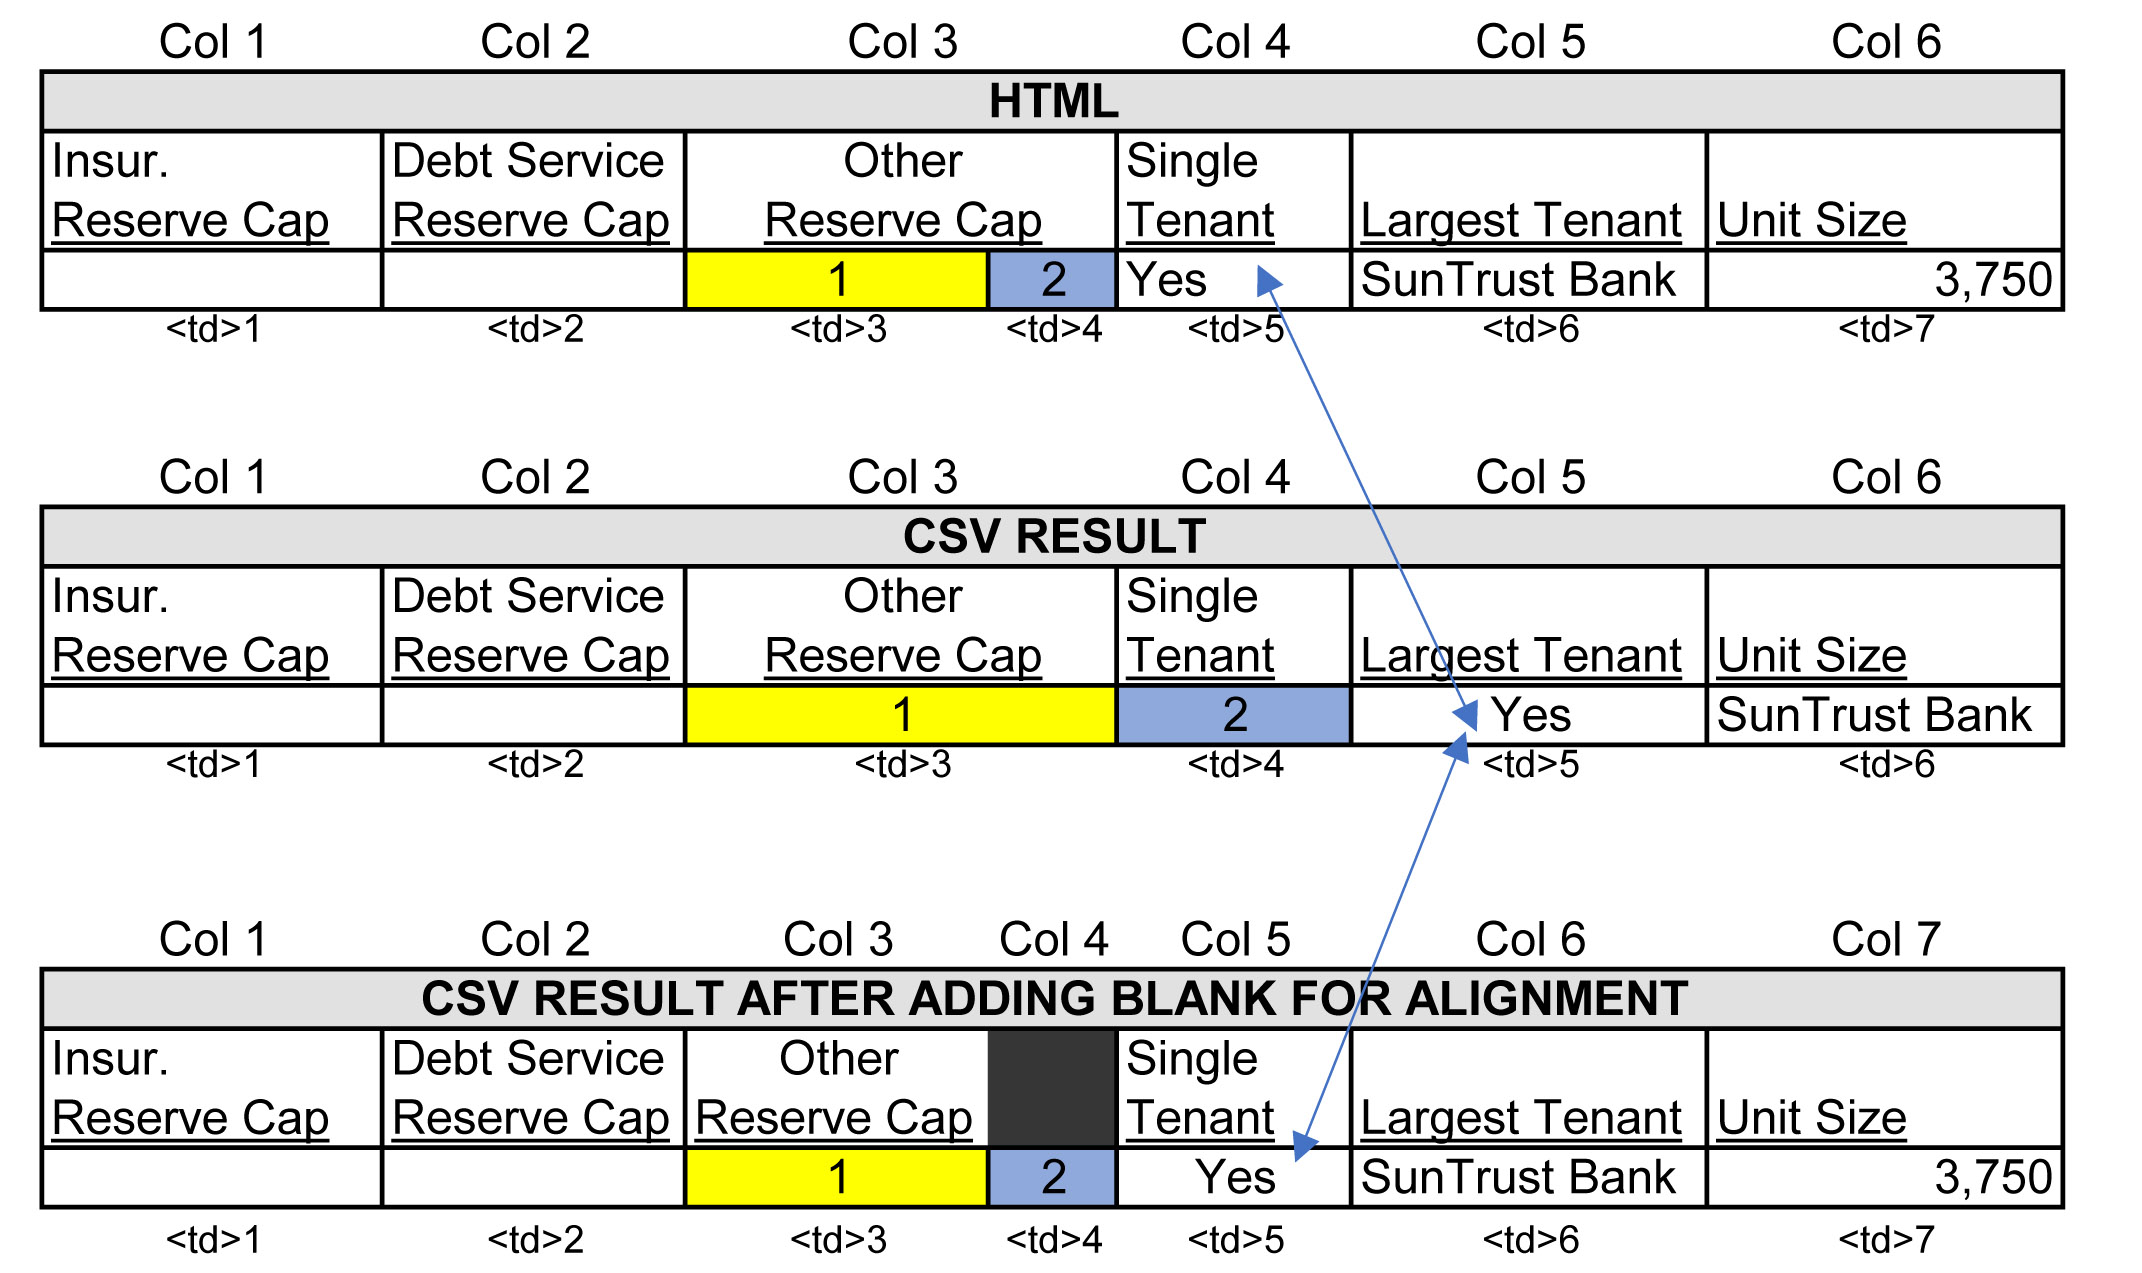 Col 1 Col 2 Col 3 Col 4 Col 5 Col 6
HTML
Insur. Debt Service Other Single
Reserve Cap Reserve Cap Reserve Cap Tenant Largest Tenant Unit Size
1 2 Yes SunTrust Bank 3,750
<td>1 <td>2 <td>3 <td>4 <td>5 <td>6 <td>7
Col 1 Col 2 Col 3 Col 4 Col 5 Col 6
CSV RESULT
Insur. Debt Service Other Single
Reserve Cap Reserve Cap Reserve Cap Tenant Largest Tenant Unit Size
1 2 Yes SunTrust Bank
<td>1 <td>2 <td>3 <td>4 <td>5 <td>6
Col 1 Col 2 Col 3 Col 4 Col 5 Col 6 Col 7
CSV RESULT AFTER ADDING BLANK FOR ALIGNMENT
Insur. Debt Service Other Single
Reserve Cap Reserve Cap Reserve Cap Tenant Largest Tenant Unit Size
1 2 Yes SunTrust Bank 3,750
<td>1 <td>2 <td>3 <td>4 <td>5 <td>6 <td>7